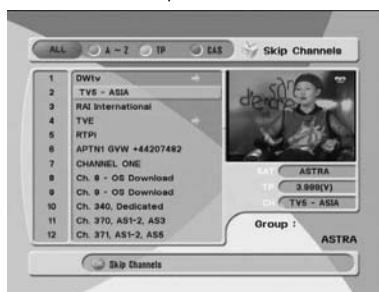 ALL A ~ Z TP CAS Skip Channels
1 DWtv
2 TV5 - ASIA
3 RAI International
4 TVE
5 RTPi
6 APTN1 GVW +44207482
7 CHANNEL ONE
8 Ch. 8 - OS Download
9 Ch. 9 - OS Download
10 Ch. 340, Dedicated
11 Ch. 370, AS1-2, AS3
12 Ch. 371, AS1-2, AS5
SAT ASTRA
TP 3.999(V)
CH TV5 - ASIA
Group :
ASTRA
Skip Channels